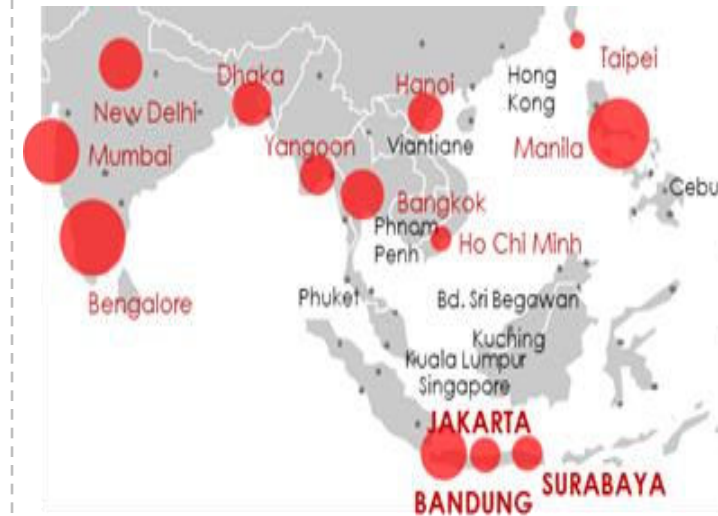 Taipei
Dhaka
Hanoi
Hong
Kong
New Delhi
Mumbai
Yangoon
Viantiane
Manila
Cebu
Bangkok
Phnam
Penh
Ho Chi Minh
Bengalore
Phuket
Bd. Sri Begawan
Kuching
Kuala Lumpur
Singapore
JAKARTA
SURABAYA
BANDUNG